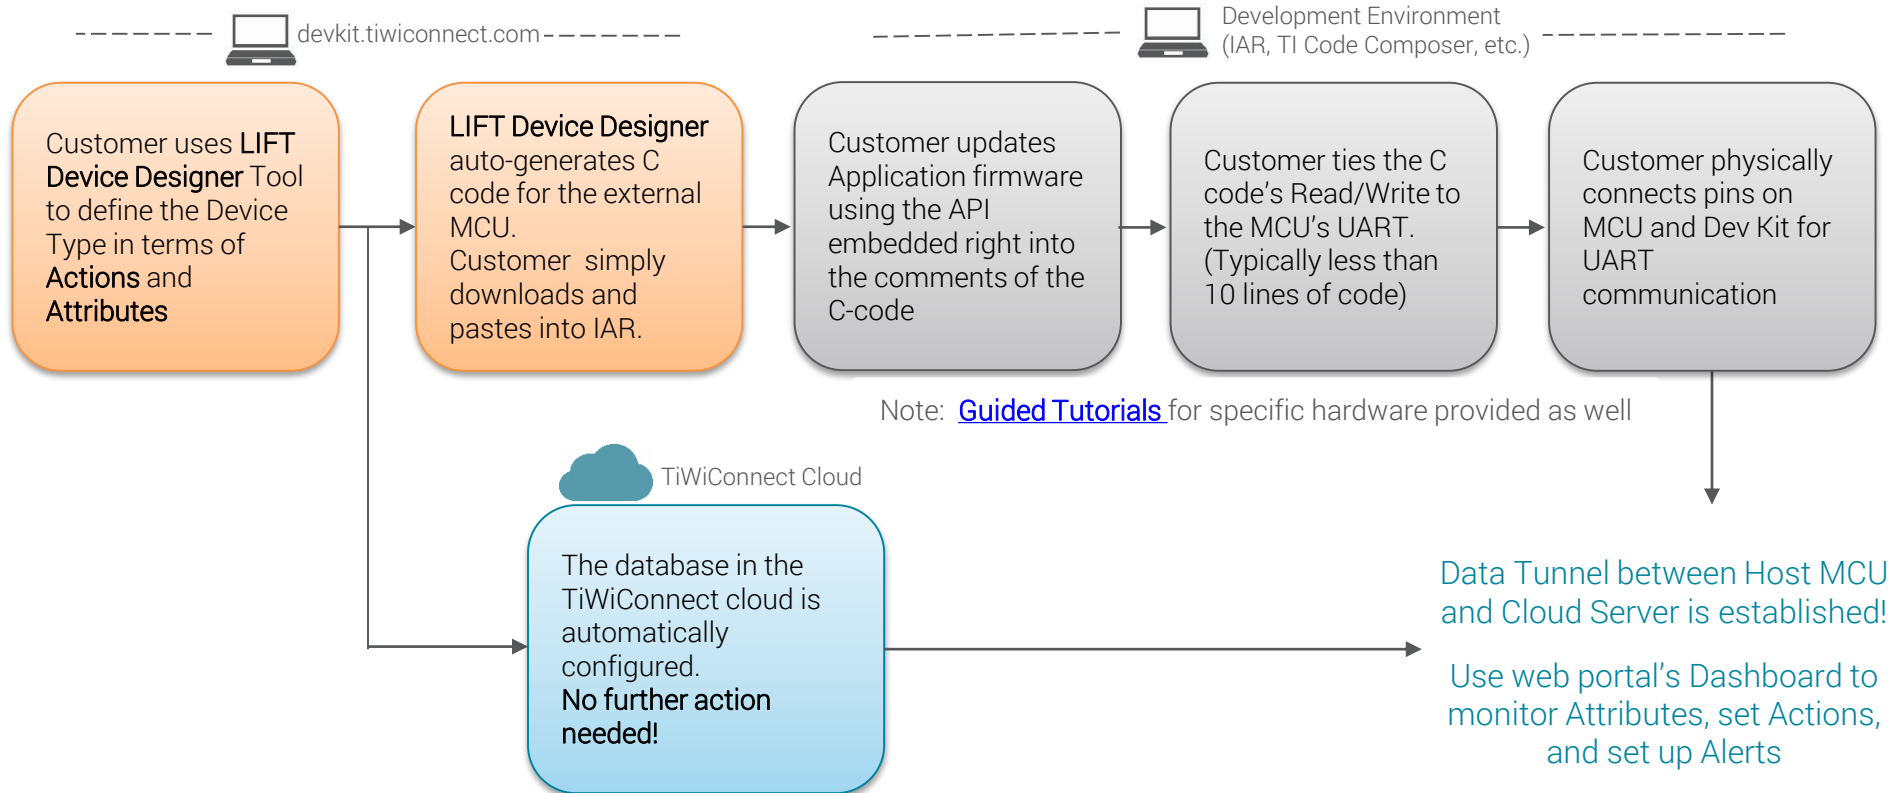 devkit.tiwiconnect.com
Development Environment
(IAR, TI Code Composer, etc.)
Customer uses LIFT
Device Designer Tool
to define the Device
Type in terms of
Actions and
Attributes
LIFT Device Designer
auto-generates C
code for the external
MCU.
Customer simply
downloads and
pastes into IAR.
Customer updates
Application firmware
using the API
embedded right into
the comments of the
C-code
Customer ties the C
code's Read/Write to
the MCU's UART.
(Typically less than
10 lines of code)
Customer physically
connects pins on
MCU and Dev Kit for
UART
communication
Note: Guided Tutorials for specific hardware provided as well
TiWiConnect Cloud
The database in the
TiWiConnect cloud is
automatically
configured.
No further action
needed!
Data Tunnel between Host MCU
and Cloud Server is established!
Use web portal's Dashboard to
monitor Attributes, set Actions,
and set up Alerts